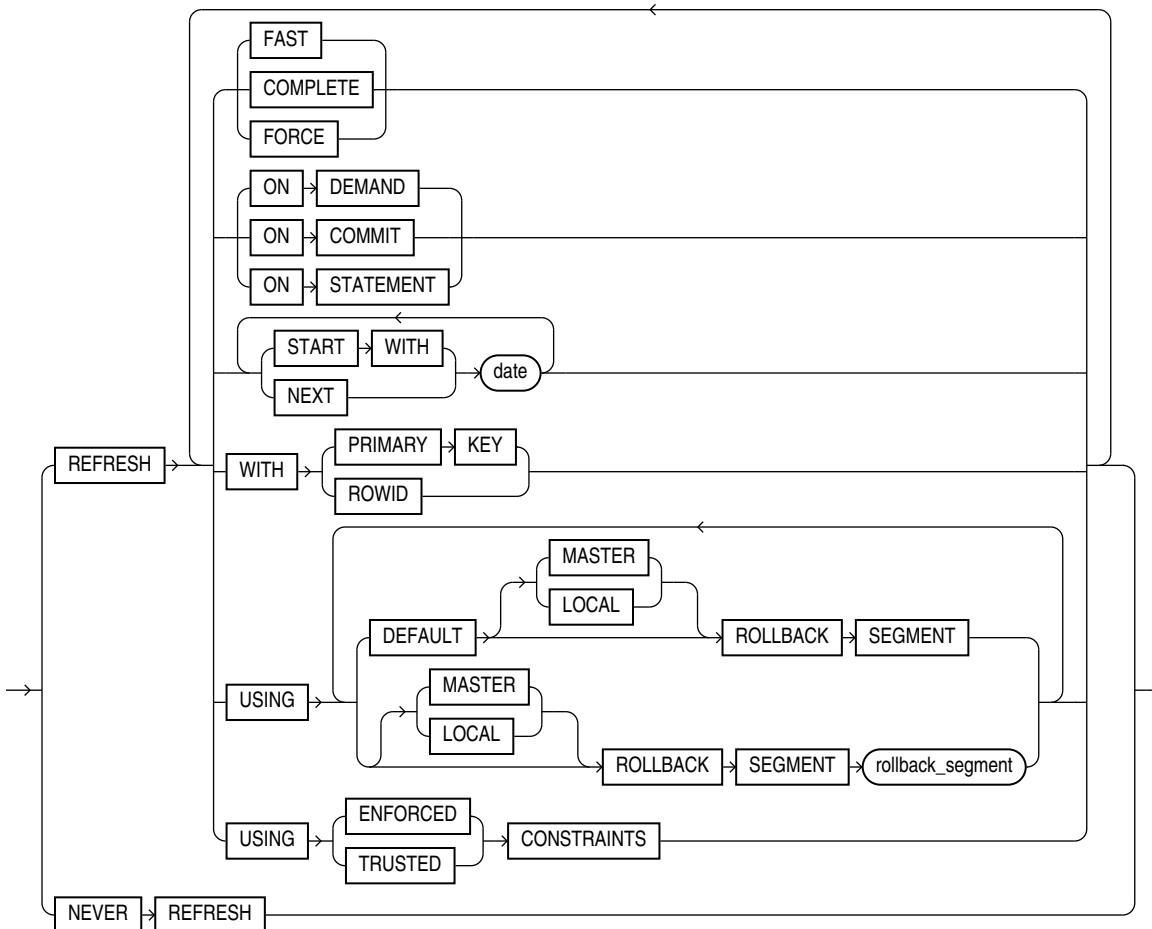 FAST
COMPLETE
FORCE
ON DEMAND
ON COMMIT
ON STATEMENT
START WITH
NEXT
date
REFRESH
PRIMARY KEY
WITH
ROWID
MASTER
LOCAL
DEFAULT
ROLLBACK SEGMENT
USING
MASTER
LOCAL
ROLLBACK SEGMENT rollback_segment
USING
ENFORCED
TRUSTED
CONSTRAINTS
NEVER REFRESH